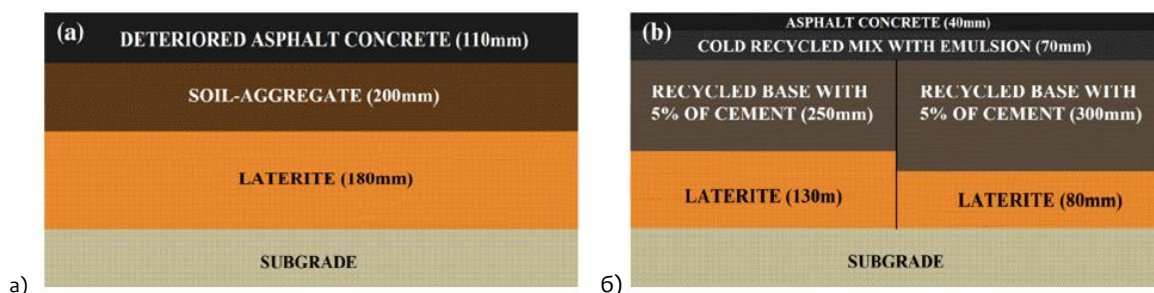 (a)
DETERIORED ASPHALT CONCRETE (110mm)
SOIL-AGGREGATE (200mm)
LATERITE (180mm)
SUBGRADE
а)
(b)
ASPHALT CONCRETE (40mm)
COLD RECYCLED MIX WITH EMULSION (70mm)
RECYCLED BASE WITH
5% OF CEMENT (250mm)
RECYCLED BASE WITH
5% OF CEMENT (300mm)
LATERITE (130m)
LATERITE (80mm)
SUBGRADE
б)